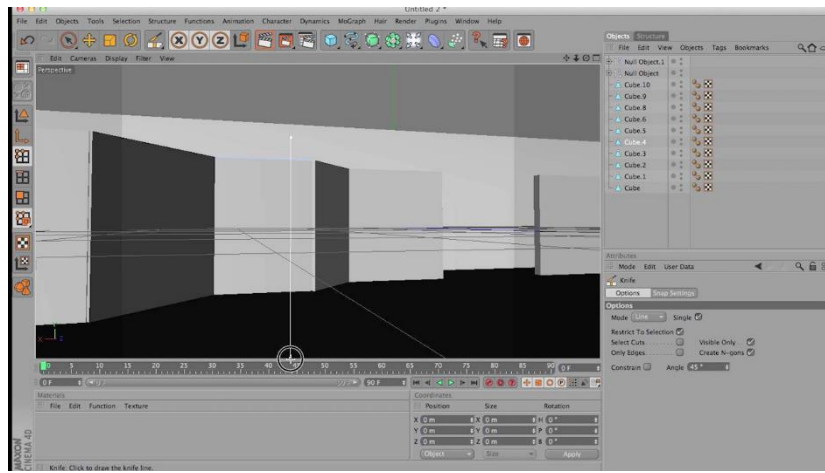 Untitled 2 *
File Edit Objects Tools Selection Structure Functions Animation Character Dynamics MoGraph Hair Render Plugins Window Help
Edit Cameras Display Filter View
Perspective
Objects Structure
File Edit View Objects Tags Bookmarks
Null Object.1
Null Object
Cube.10
Cube.9
Cube.8
Cube.6
Cube.5
Cube.4
Cube.3
Cube.2
Cube.1
Cube
Attributes
Mode Edit User Data
Knife
Options Snap Settings
Options
Mode Line Single
Restrict To Selection
Select Cuts Visible Only
Only Edges Create N-gons
Constrain Angle 45 °
0 5 10 15 20 25 30 35 40 50 55 60 65 70 75 80 85 90 0 F
0 F 90 F
Materials
File Edit Function Texture
Coordinates
Position Size Rotation
X 0 m X 0 m H 0 °
Y 0 m Y 0 m P 0 °
Z 0 m Z 0 m B 0 °
Object Size Apply
MAXON
CINEMA 4D
Knife: Click to draw the knife line.